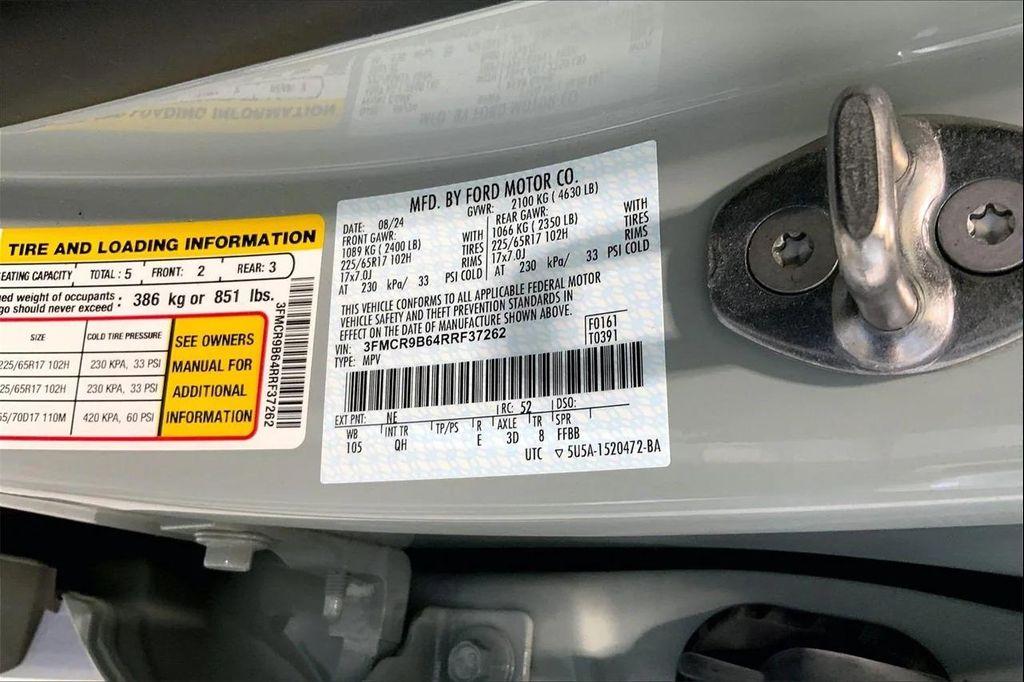 TIRE AND LOADING INFORMATION
EATING CAPACITY TOTAL : 5 FRONT: 2 REAR: 3
ed weight of occupants : 386 kg or 851 lbs.
go should never exceed
SIZE COLD TIRE PRESSURE
225/65R17 102H 230 KPA, 33 PSI
25/65R17 102H 230 KPA, 33 PSI
5/70D17 110M 420 KPA, 60 PSI
SEE OWNERS
MANUAL FOR
ADDITIONAL
INFORMATION
3FMCR9B64RRF37262
MFD. BY FORD MOTOR CO.
DATE: 08/24 GVWR: 2100 KG ( 4630 LB)
FRONT GAWR: WITH REAR GAWR: WITH
1089 KG ( 2400 LB) TIRES 1066 KG ( 2350 LB) TIRES
225/65R17 102H RIMS 225/65R17 102H RIMS
17x7.0J 17x7.0J
AT 230 kPa/ 33 PSI COLD AT 230 kPa/ 33 PSI COLD
THIS VEHICLE CONFORMS TO ALL APPLICABLE FEDERAL MOTOR
VEHICLE SAFETY AND THEFT PREVENTION STANDARDS IN
EFFECT ON THE DATE OF MANUFACTURE SHOWN ABOVE.
VIN: 3FMCR9B64RRF37262 F0161
TYPE: MPV T0391
EXT PNT: NE RC: 52 DSO:
WB INT TR TP/PS R AXLE TR SPR
105 QH E 3D 8 FFBB
UTC ▽ 5U5A-1520472-BA